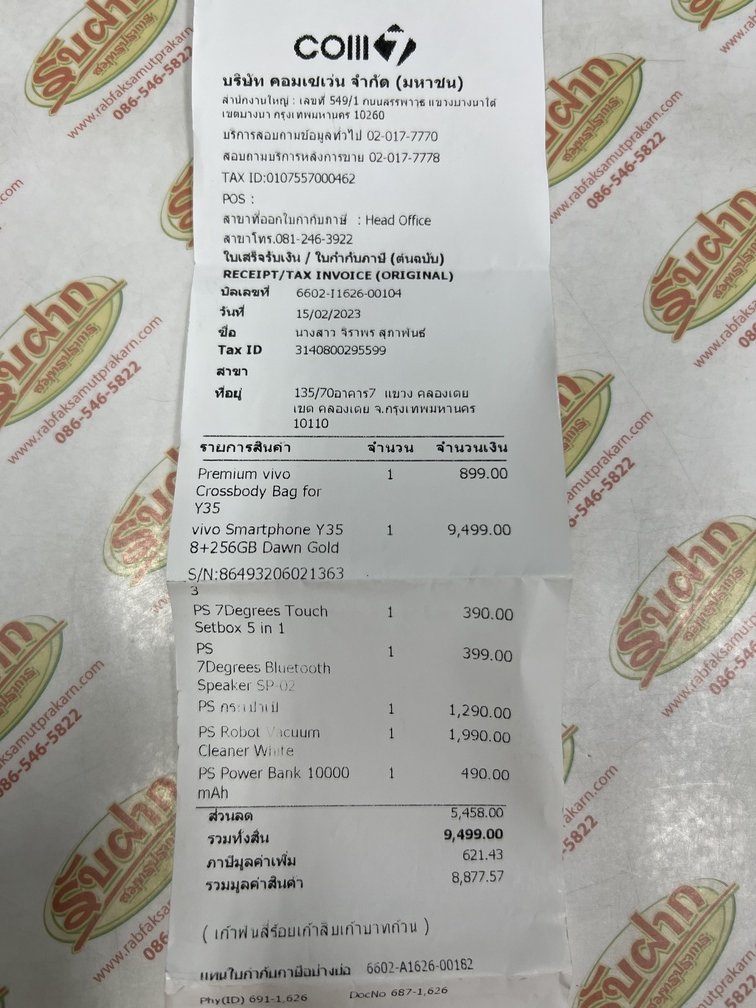 COM7
บริษัท คอมเซเว่น จำกัด (มหาชน)
สำนักงานใหญ่ : เลขที่ 549/1 ถนนสรรพาวุธ แขวงบางนาใต้
เขตบางนา กรุงเทพมหานคร 10260
บริการสอบถามข้อมูลทั่วไป 02-017-7770
สอบถามบริการหลังการขาย 02-017-7778
TAX ID:0107557000462
POS :
สาขาที่ออกใบกำกับภาษี : Head Office
สาขาโทร.081-246-3922
ใบเสร็จรับเงิน / ใบกำกับภาษี (ต้นฉบับ)
RECEIPT/TAX INVOICE (ORIGINAL)
บิลเลขที่ 6602-I1626-00104
วันที่ 15/02/2023
ชื่อ นางสาว จิราพร สุภาพันธ์
Tax ID 3140800295599
สาขา
ที่อยู่ 135/70อาคาร7 แขวง คลองเตย
เขต คลองเตย จ.กรุงเทพมหานคร
10110
รายการสินค้า จำนวน จำนวนเงิน
Premium vivo 1 899.00
Crossbody Bag for
Y35
vivo Smartphone Y35 1 9,499.00
8+256GB Dawn Gold
S/N:86493206021363
3
PS 7Degrees Touch 1 390.00
Setbox 5 in 1
PS 1 399.00
7Degrees Bluetooth
Speaker SP-02
PS กระเป๋าเป้ 1 1,290.00
PS Robot Vacuum 1 1,990.00
Cleaner White
PS Power Bank 10000 1 490.00
mAh
ส่วนลด 5,458.00
รวมทั้งสิ้น 9,499.00
ภาษีมูลค่าเพิ่ม 621.43
รวมมูลค่าสินค้า 8,877.57
( เก้าพันสี่ร้อยเก้าสิบเก้าบาทถ้วน )
แทนใบกำกับภาษีอย่างย่อ 6602-A1626-00182
Phy(ID) 691-1,626 DocNo 687-1,626
รับฝาก
สมุทรปราการ
www.rabfaksamutprakarn.com
086-546-5822